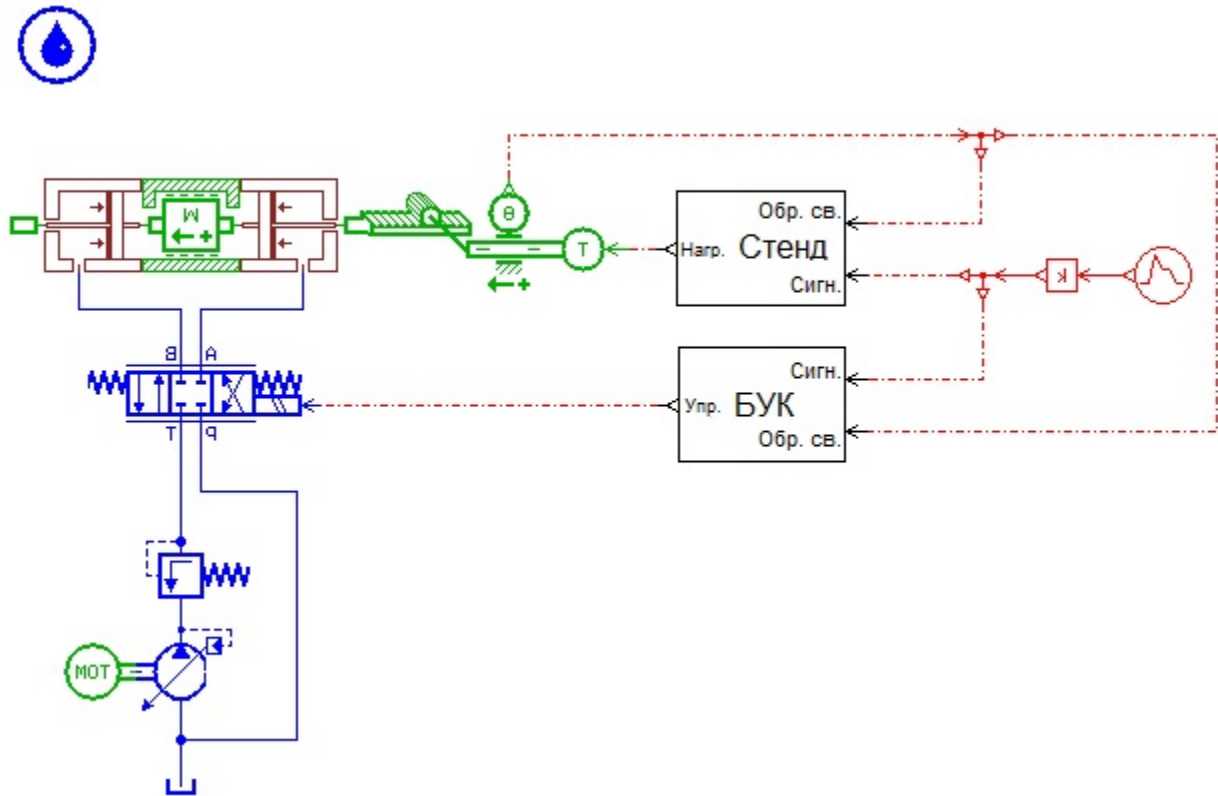 Обр. св.
Нагр. Стенд
Сигн.
θ
T
M
+
+
K
B A
T P
Сигн.
Упр. БУК
Обр. св.
MOT